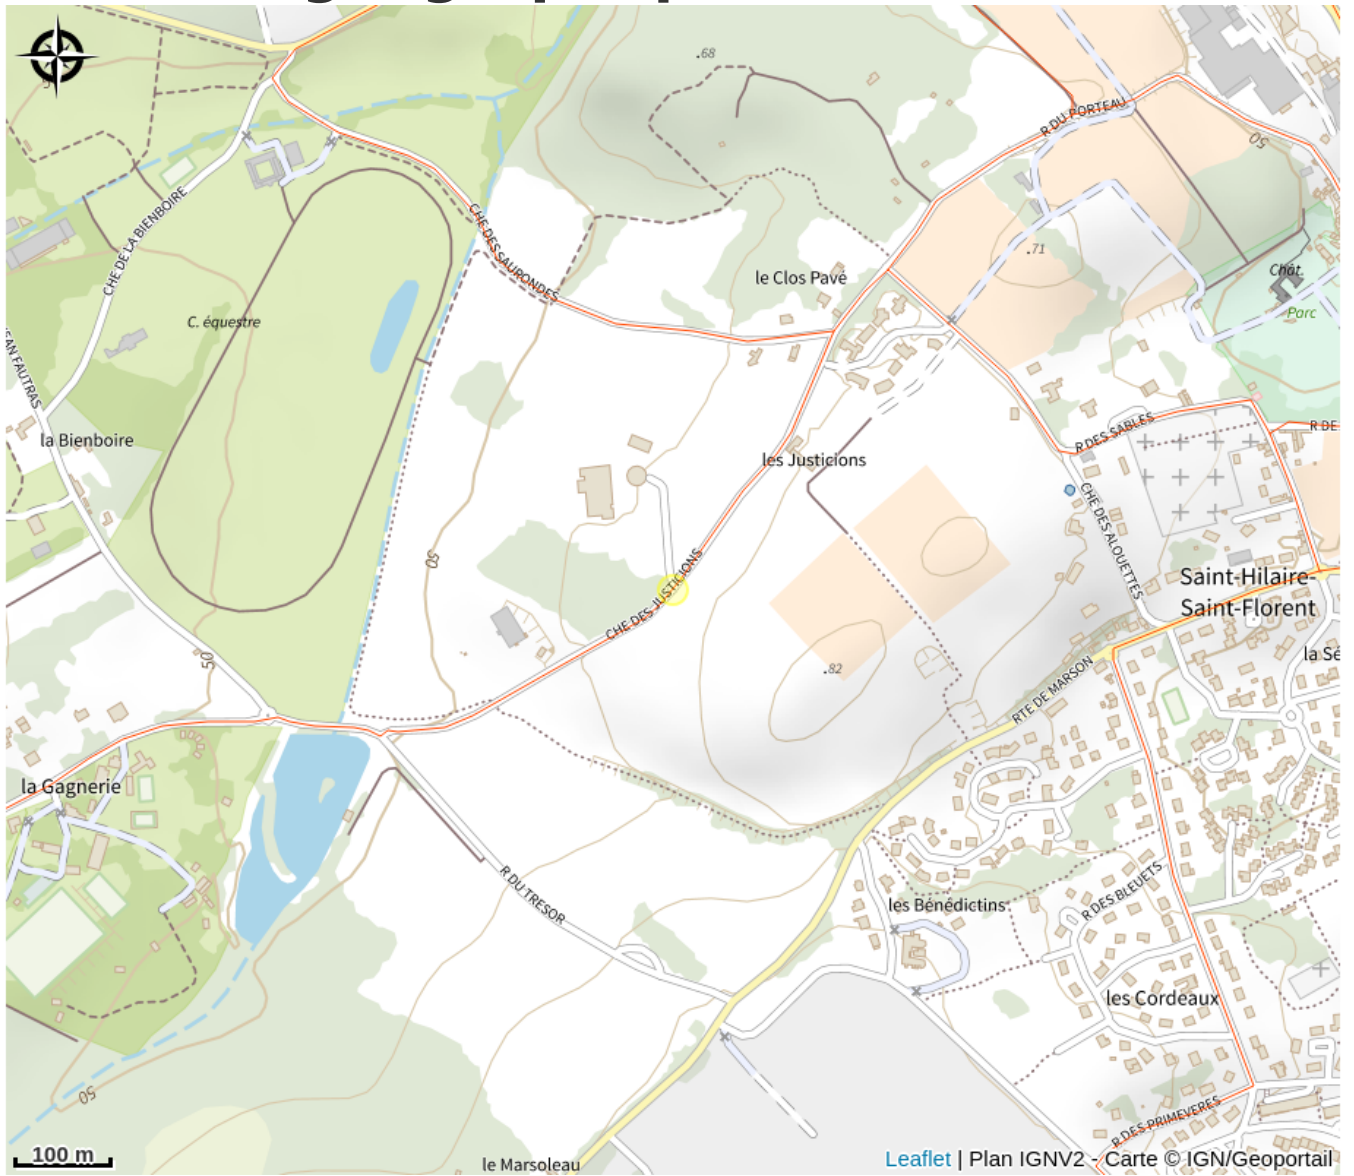 .68
R DU PORTEAU
50
CHE DE LA BIENBOIRE
CHE DES SAURONDES
.71
le Clos Pavé
Chât.
Parc
C. équestre
la Bienboire
R DES SABLES
R DE
les Justicions
CHE DES ALOUETTES
50
CHE DES JUSTICIONS
Saint-Hilaire-
Saint-Florent
la Sé
50
.82
RTE DE MARSON
la Gagnerie
R DU TRESOR
les Bénédictins
R DES BLEUETS
les Cordeaux
50
R DES PRIMEVERES
100 m
le Marsoleau
Leaflet | Plan IGNV2 - Carte © IGN/Geoportail